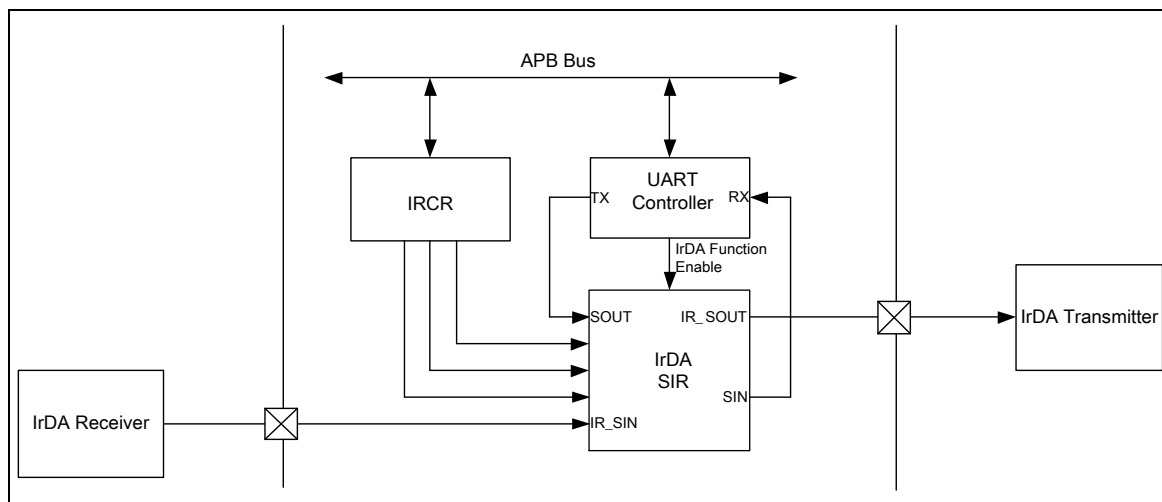 APB Bus
IRCR
UART
Controller
TX
RX
IrDA Function
Enable
SOUT
IR_SOUT
IrDA
SIR
SIN
IR_SIN
IrDA Receiver
IrDA Transmitter